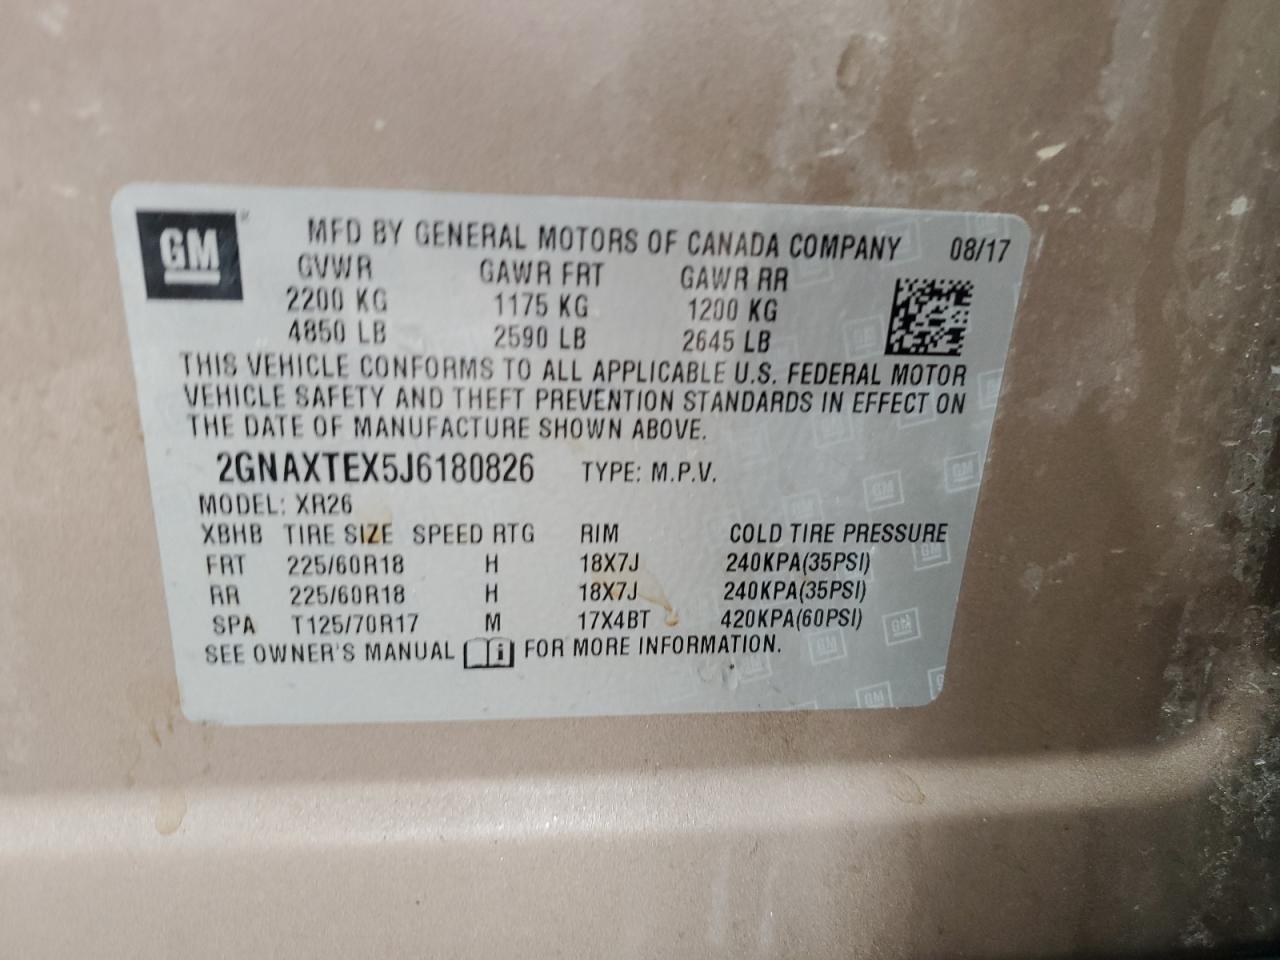 GM
MFD BY GENERAL MOTORS OF CANADA COMPANY 08/17
GVWR GAWR FRT GAWR RR
2200 KG 1175 KG 1200 KG
4850 LB 2590 LB 2645 LB
THIS VEHICLE CONFORMS TO ALL APPLICABLE U.S. FEDERAL MOTOR
VEHICLE SAFETY AND THEFT PREVENTION STANDARDS IN EFFECT ON
THE DATE OF MANUFACTURE SHOWN ABOVE.
2GNAXTEX5J6180826 TYPE: M.P.V.
MODEL: XR26
XBHB TIRE SIZE SPEED RTG RIM COLD TIRE PRESSURE
FRT 225/60R18 H 18X7J 240KPA(35PSI)
RR 225/60R18 H 18X7J 240KPA(35PSI)
SPA T125/70R17 M 17X4BT 420KPA(60PSI)
SEE OWNER'S MANUAL FOR MORE INFORMATION.